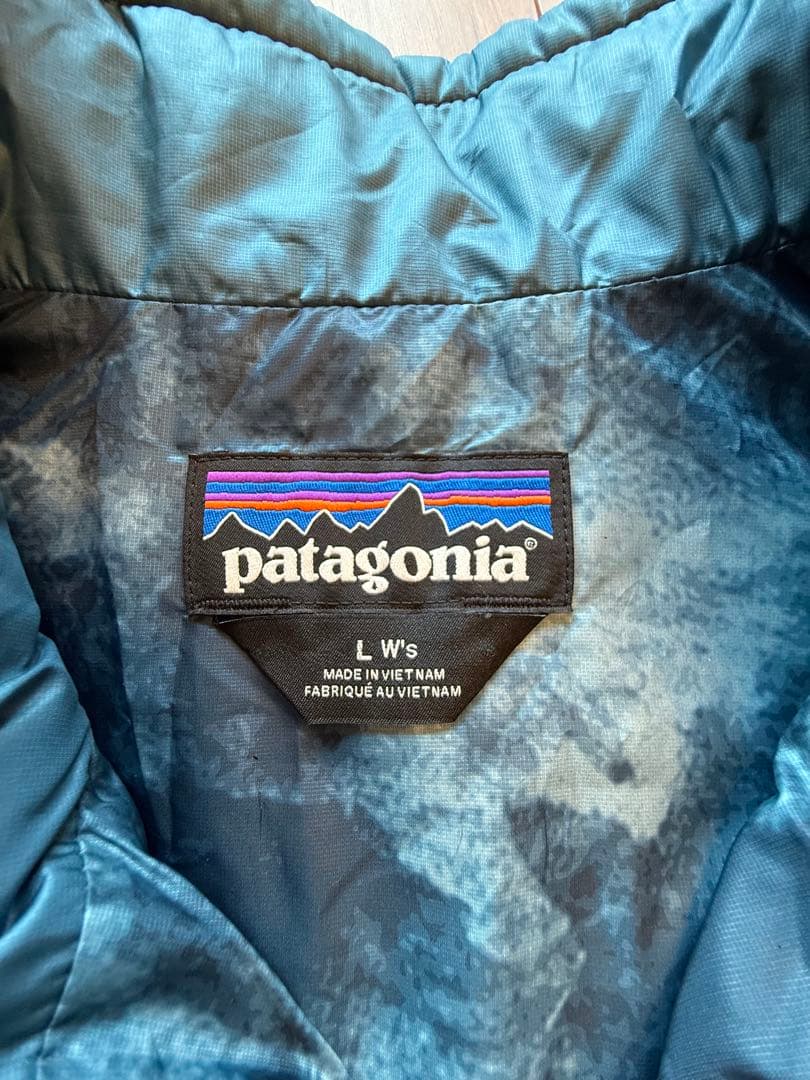 patagonia®
L W's
MADE IN VIETNAM
FABRIQUÉ AU VIETNAM